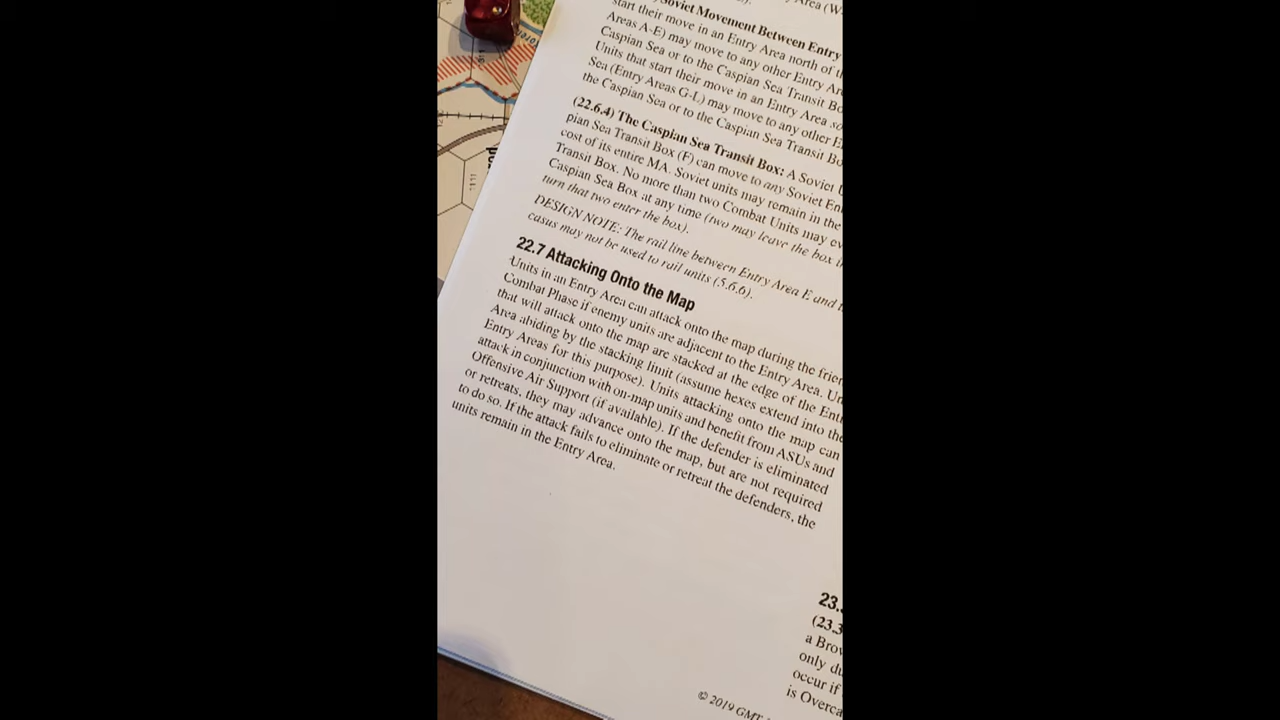 Area (W
Soviet Movement Between Entry
start their move in an Entry Area north of th
Areas A-E) may move to any other Entry Are
Caspian Sea or to the Caspian Sea Transit Bo
Units that start their move in an Entry Area so
Sea (Entry Areas G-L) may move to any other E
the Caspian Sea or to the Caspian Sea Transit Bo
(22.6.4) The Caspian Sea Transit Box: A Soviet U
pian Sea Transit Box (F) can move to any Soviet Ent
cost of its entire MA. Soviet units may remain in the
Transit Box. No more than two Combat Units may ev
Caspian Sea Box at any time (two may leave the box i
turn that two enter the box).
DESIGN NOTE: The rail line between Entry Area E and t
casus may not be used to rail units (5.6.6).
22.7 Attacking Onto the Map
Units in an Entry Area can attack onto the map during the frien
Combat Phase if enemy units are adjacent to the Entry Area. Un
that will attack onto the map are stacked at the edge of the Entr
Area abiding by the stacking limit (assume hexes extend into the
Entry Areas for this purpose). Units attacking onto the map can
attack in conjunction with on-map units and benefit from ASUs and
Offensive Air Support (if available). If the defender is eliminated
or retreats, they may advance onto the map, but are not required
to do so. If the attack fails to eliminate or retreat the defenders, the
units remain in the Entry Area.
23.
(23.3
a Brow
only du
occur if
is Overca
© 2019 GMT
1111